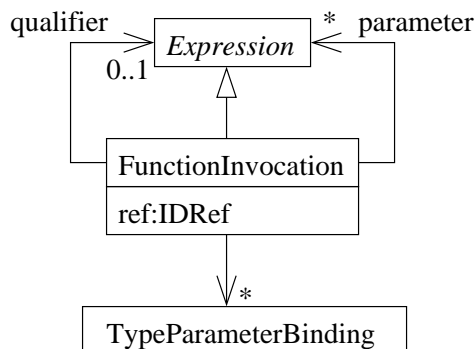 qualifier
* parameter
Expression
0..1
FunctionInvocation
ref:IDRef
*
TypeParameterBinding